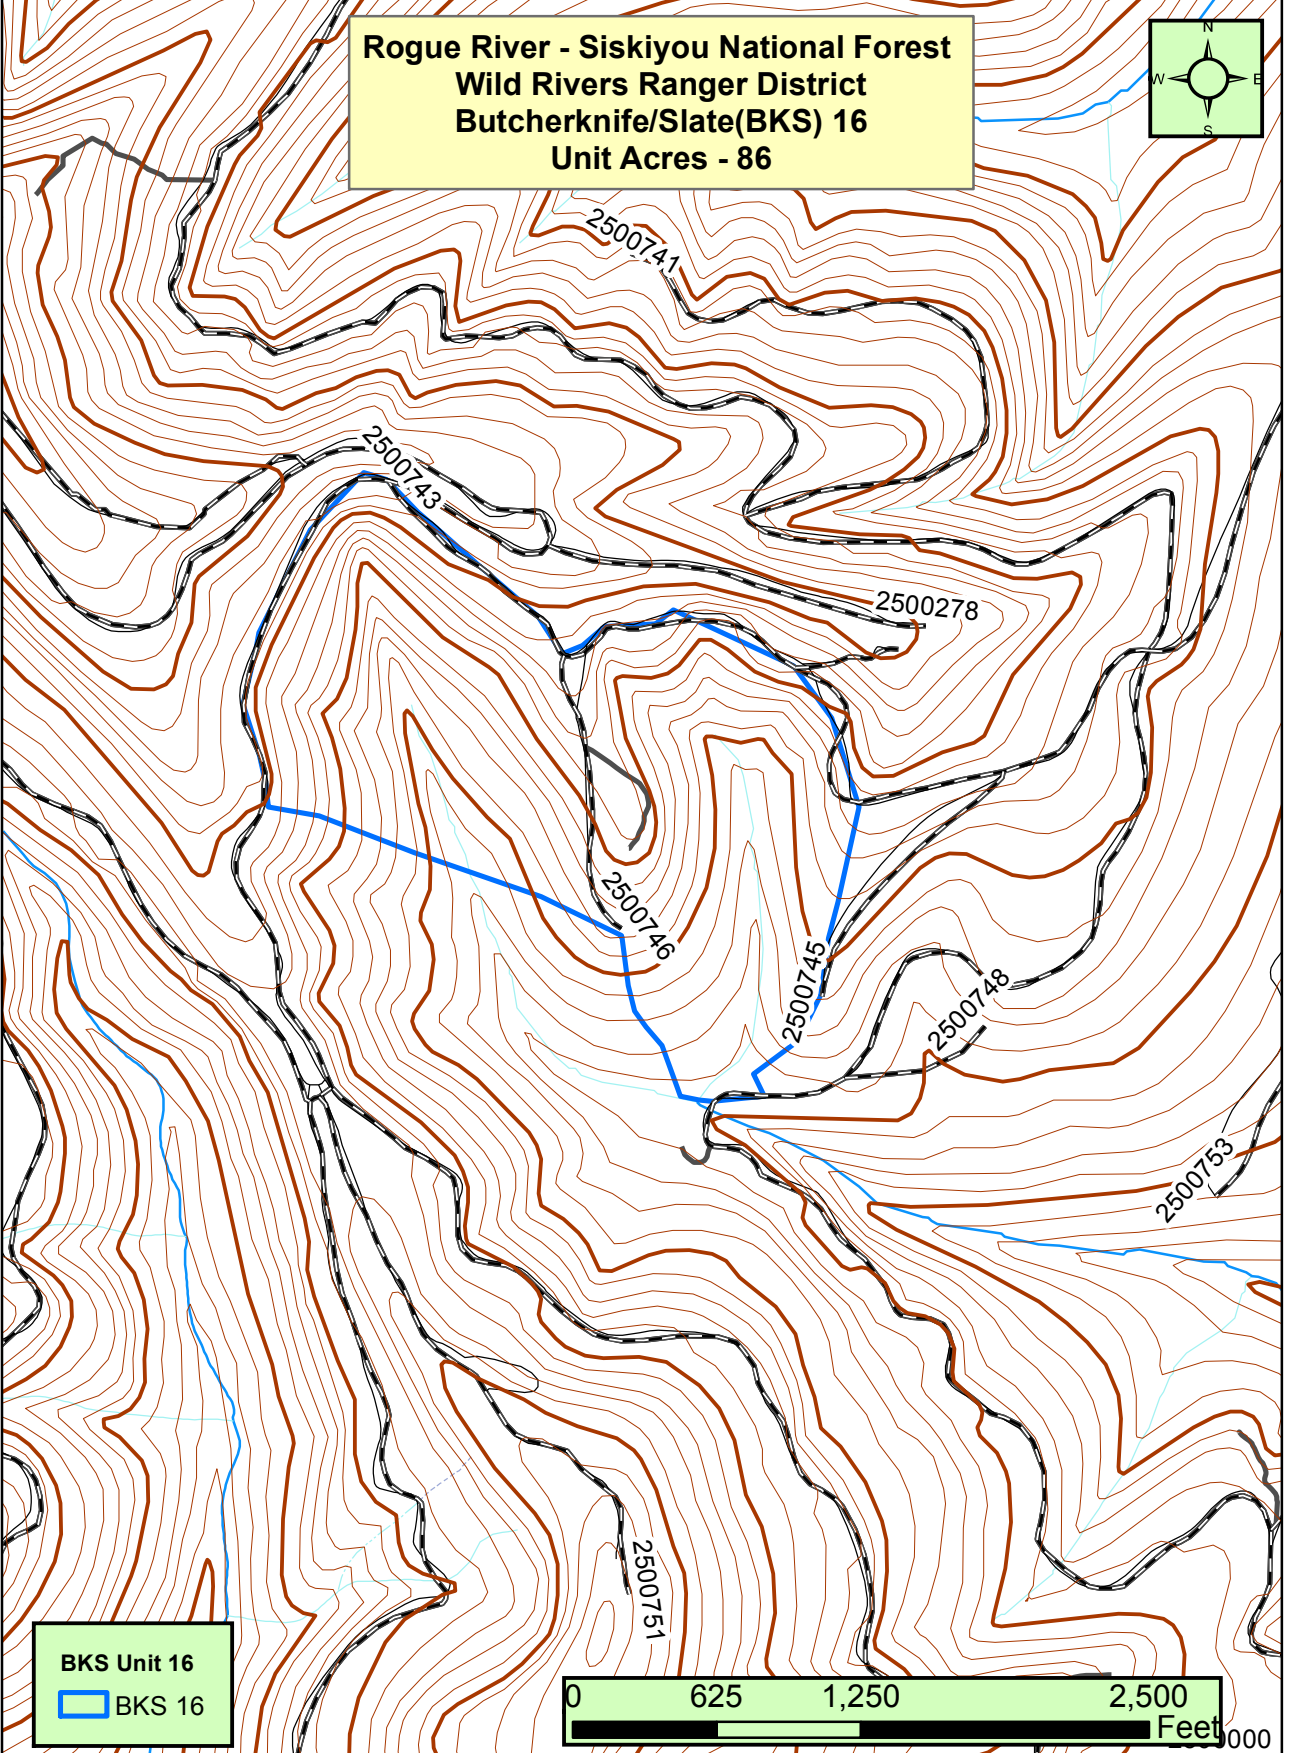 Rogue River - Siskiyou National Forest
Wild Rivers Ranger District
Butcherknife/Slate(BKS) 16
Unit Acres - 86
N
W E
S
2500741
2500743
2500278
2500746
2500745
2500748
2500753
2500751
BKS Unit 16
BKS 16
0 625 1,250 2,500
Feet